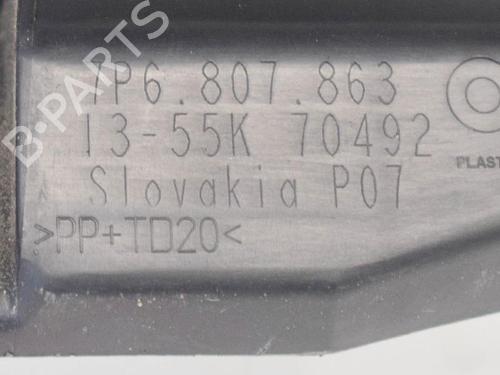 7P6.807.863
13-55K 70492
Slovakia P07
>PP+TD20<
PLAST
B-PARTS